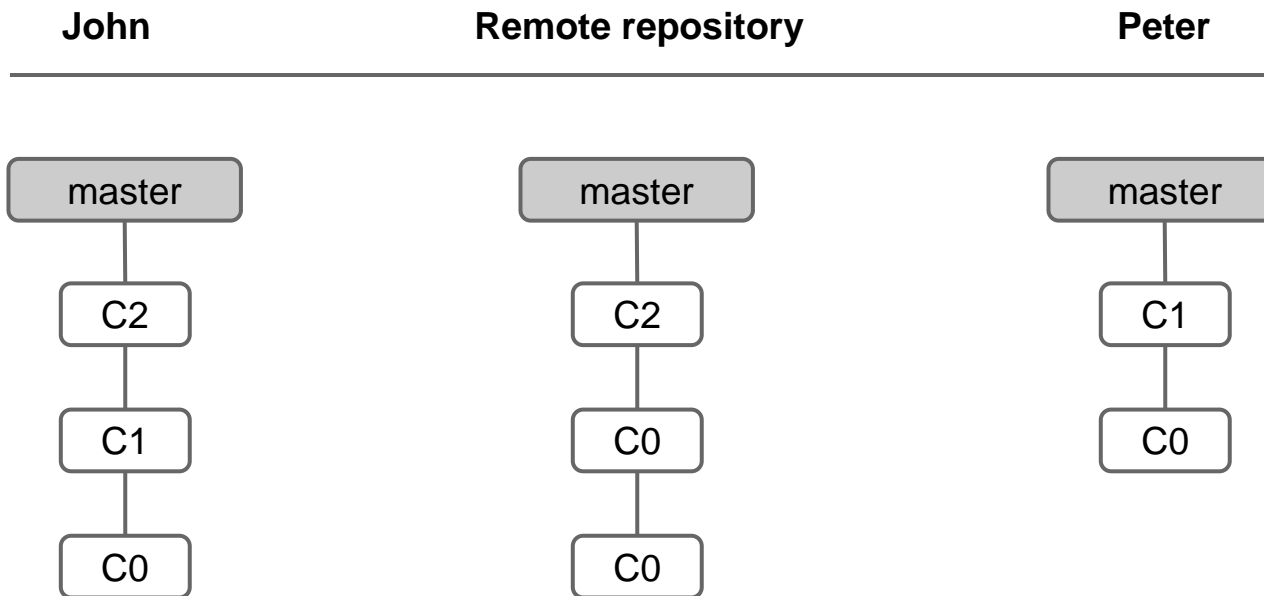 John Remote repository Peter
master master master
C2 C2 C1
C1 C0 C0
C0 C0